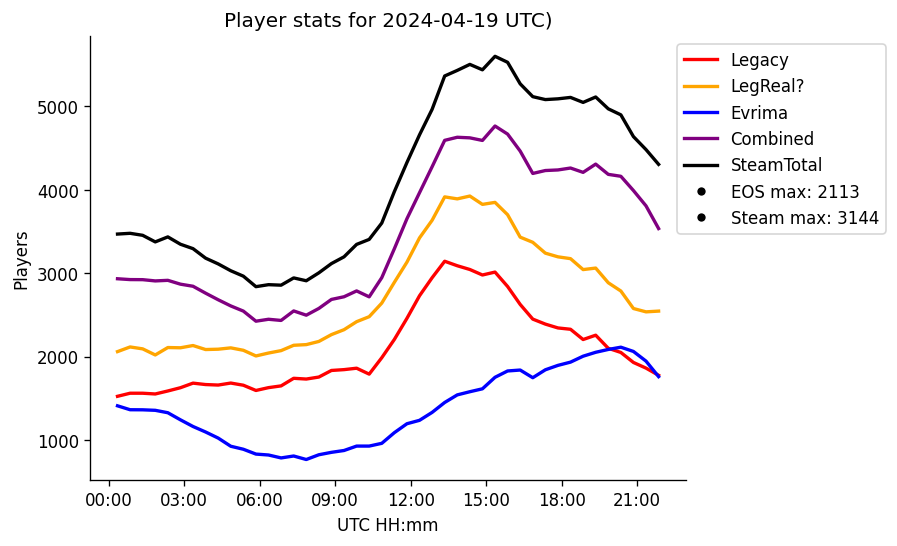 Player stats for 2024-04-19 UTC)
Legacy
LegReal?
Evrima
Combined
SteamTotal
EOS max: 2113
Steam max: 3144
Players
5000
4000
3000
2000
1000
00:00 03:00 06:00 09:00 12:00 15:00 18:00 21:00
UTC HH:mm